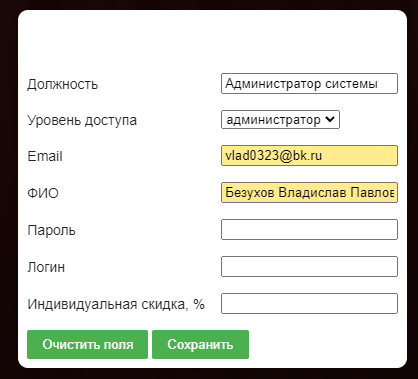 Должность Администратор системы
Уровень доступа администратор
Email vlad0323@bk.ru
ФИО Безухов Владислав Павлов
Пароль
Логин
Индивидуальная скидка, %
Очистить поля Сохранить